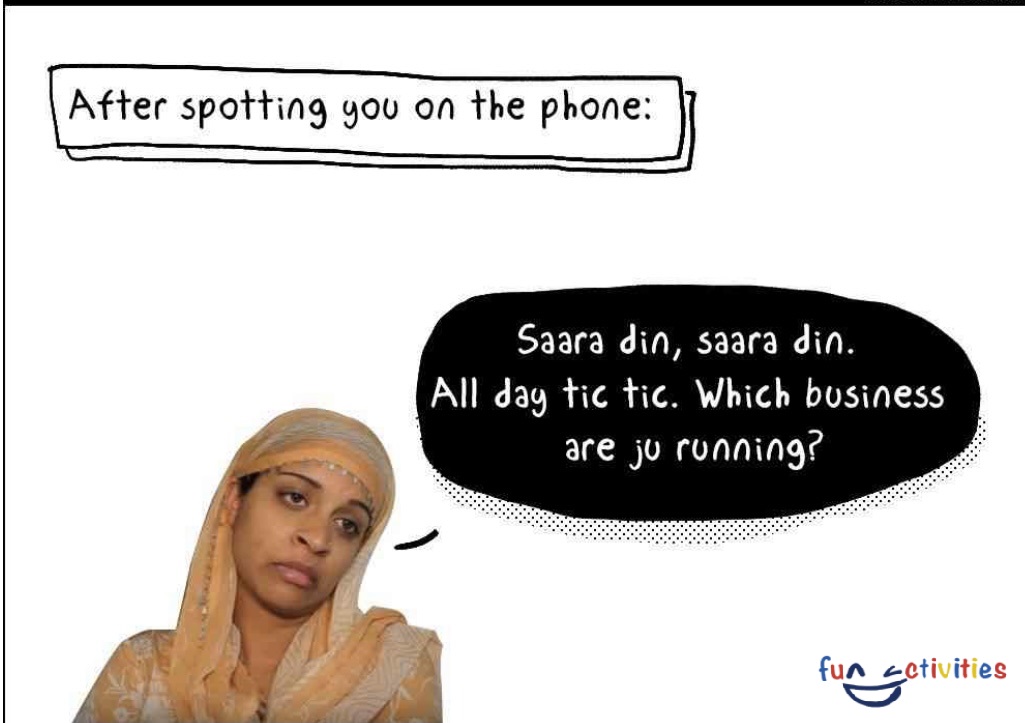 After spotting you on the phone:
Saara din, saara din.
All day tic tic. Which business
are ju running?
fun activities